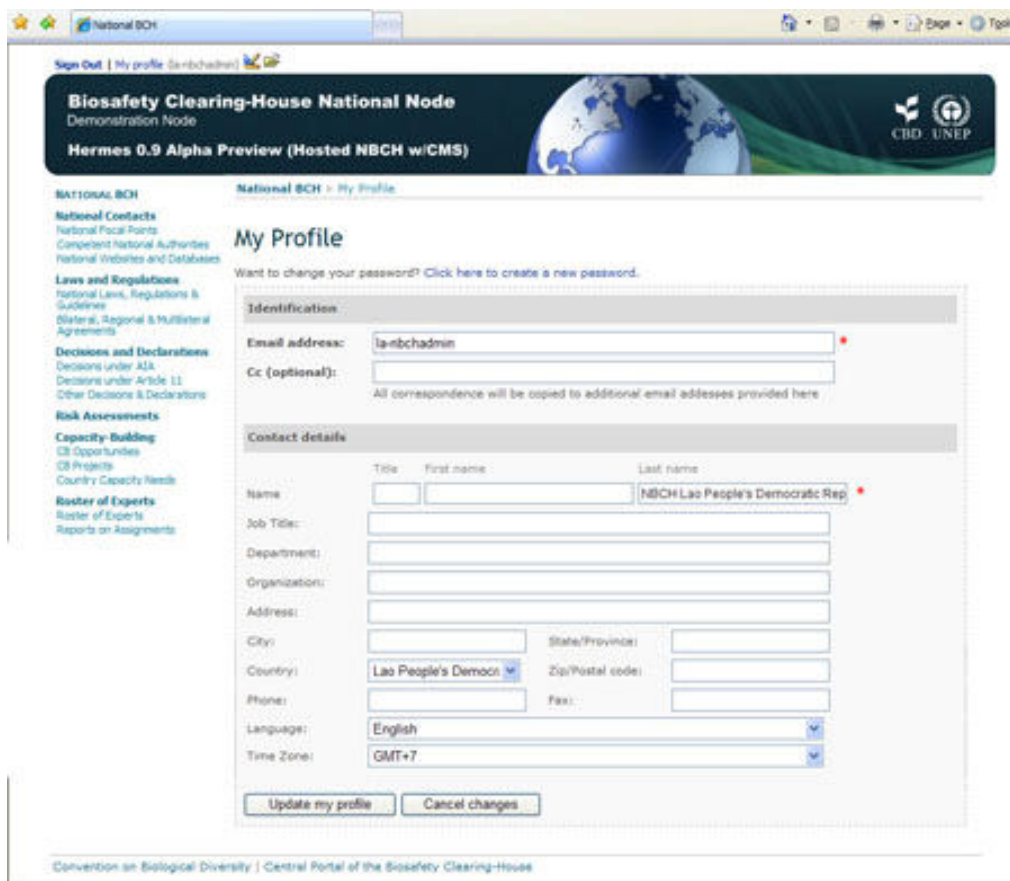 National BCH
Page
Tool
Sign Out | My profile (la-nbchadmin)
Biosafety Clearing-House National Node
Demonstration Node
Hermes 0.9 Alpha Preview (Hosted NBCH w/CMS)
CBD UNEP
NATIONAL BCH
National BCH > My Profile
National Contacts
National Focal Points
Competent National Authorities
National Websites and Databases
Laws and Regulations
National Laws, Regulations &
Guidelines
Bilateral, Regional & Multilateral
Agreements
Decisions and Declarations
Decisions under AIA
Decisions under Article 11
Other Decisions & Declarations
Risk Assessments
Capacity-Building
CB Opportunities
CB Projects
Country Capacity Needs
Roster of Experts
Roster of Experts
Reports on Assignments
My Profile
Want to change your password? Click here to create a new password.
Identification
Email address: la-nbchadmin *
Cc (optional):
All correspondence will be copied to additional email addesses provided here
Contact details
Title First name Last name
Name NBCH Lao People's Democratic Rep *
Job Title:
Department:
Organization:
Address:
City: State/Province:
Country: Lao People's Democr Zip/Postal code:
Phone: Fax:
Language: English
Time Zone: GMT+7
Update my profile Cancel changes
Convention on Biological Diversity | Central Portal of the Biosafety Clearing-House